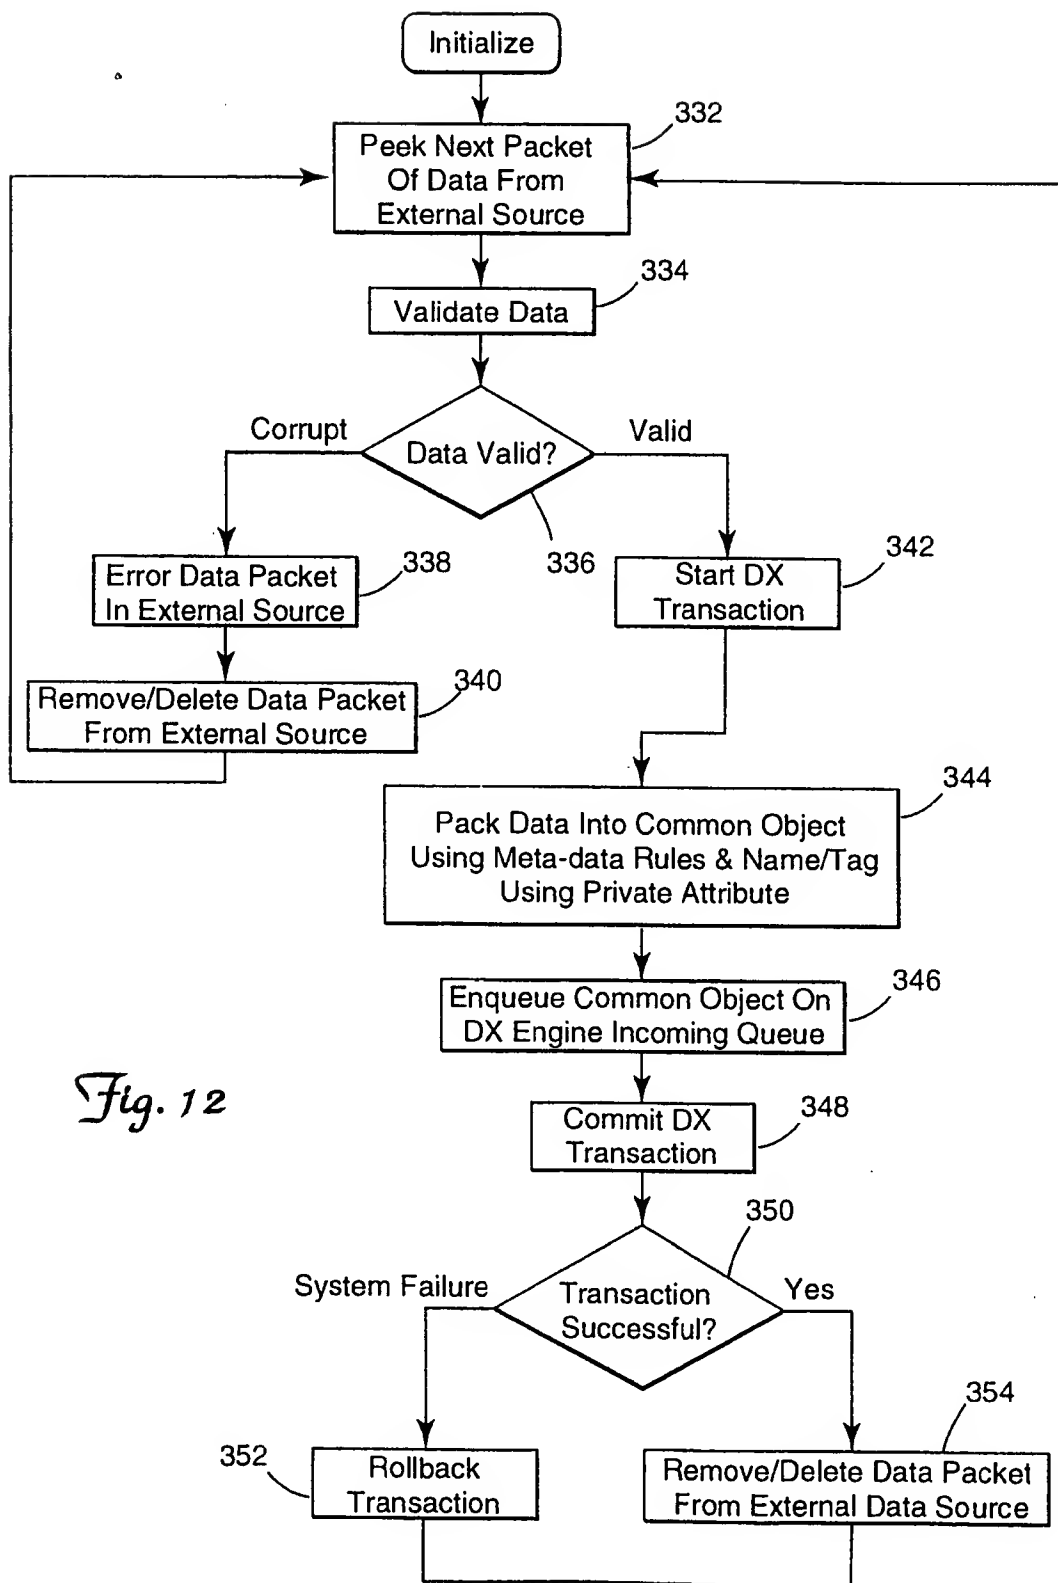 Initialize
332
Peek Next Packet
Of Data From
External Source
334
Validate Data
Corrupt
Data Valid?
Valid
336
338
Error Data Packet
In External Source
342
Start DX
Transaction
340
Remove/Delete Data Packet
From External Source
344
Pack Data Into Common Object
Using Meta-data Rules & Name/Tag
Using Private Attribute
346
Enqueue Common Object On
DX Engine Incoming Queue
Fig. 12
348
Commit DX
Transaction
350
System Failure
Transaction
Successful?
Yes
352
Rollback
Transaction
354
Remove/Delete Data Packet
From External Data Source